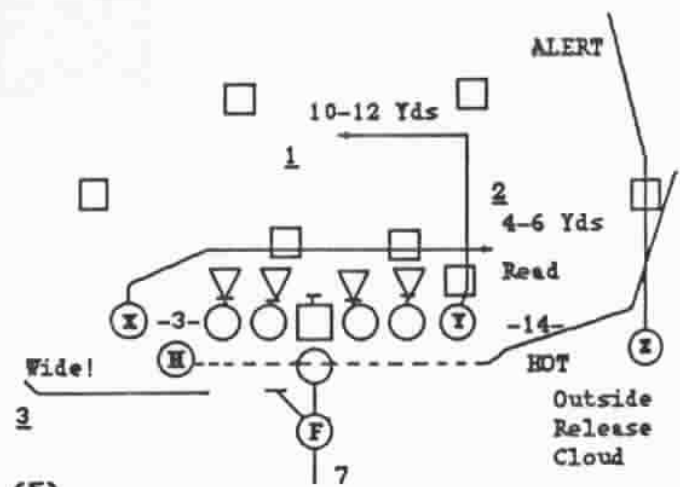 ALERT
10-12 Yds
1
2
4-6 Yds
Read
X -3- Y -14- Z
H HOT
Wide!
3
Outside
Release
Cloud
F
7
(F)